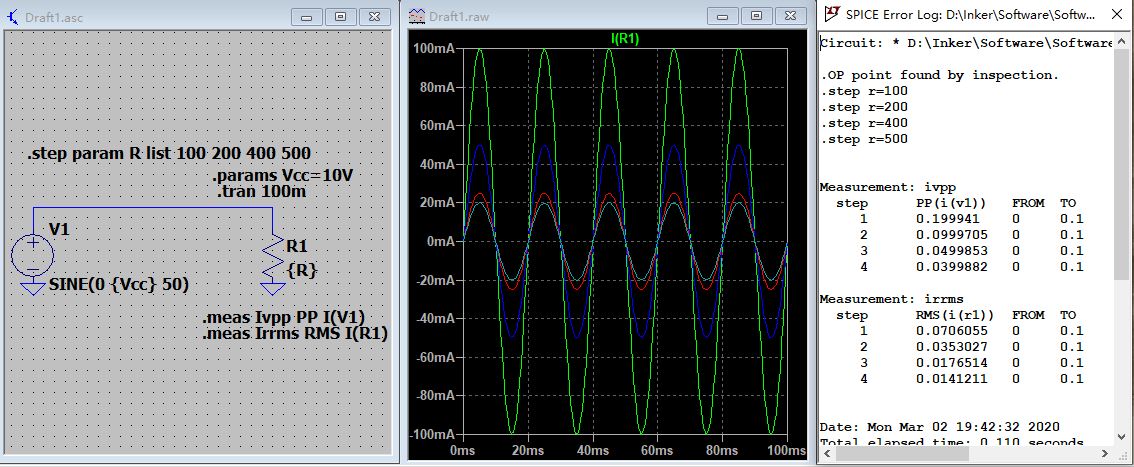 Draft1.asc
.step param R list 100 200 400 500
.params Vcc=10V
.tran 100m
V1
R1
{R}
SINE(0 {Vcc} 50)
.meas Ivpp PP I(V1)
.meas Irrms RMS I(R1)
Draft1.raw
I(R1)
100mA
80mA
60mA
40mA
20mA
0mA
-20mA
-40mA
-60mA
-80mA
-100mA
0ms 20ms 40ms 60ms 80ms 100ms
SPICE Error Log: D:\Inker\Software\Softw...
Circuit: * D:\Inker\Software\Software
.OP point found by inspection.
.step r=100
.step r=200
.step r=400
.step r=500
Measurement: ivpp
step PP(i(v1)) FROM TO
1 0.199941 0 0.1
2 0.0999705 0 0.1
3 0.0499853 0 0.1
4 0.0399882 0 0.1
Measurement: irrms
step RMS(i(r1)) FROM TO
1 0.0706055 0 0.1
2 0.0353027 0 0.1
3 0.0176514 0 0.1
4 0.0141211 0 0.1
Date: Mon Mar 02 19:42:32 2020
Total elapsed time: 0.110 seconds